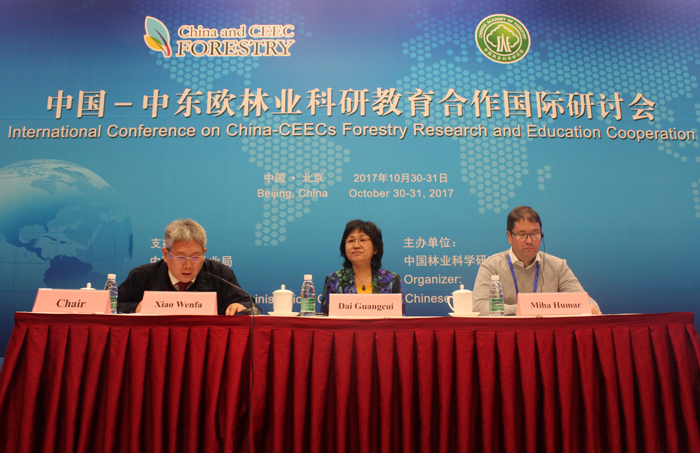 China and CEEC
FORESTRY
中国－中东欧林业科研教育合作国际研讨会
International Conference on China-CEECs Forestry Research and Education Cooperation
中国 • 北京 2017年10月30-31日
Beijing, China October 30-31, 2017
支 主办单位：
业局 中国林业科学研
Organizer:
Chinese
Chair
Xiao Wenfa
Dai Guangcui
Miha Humar